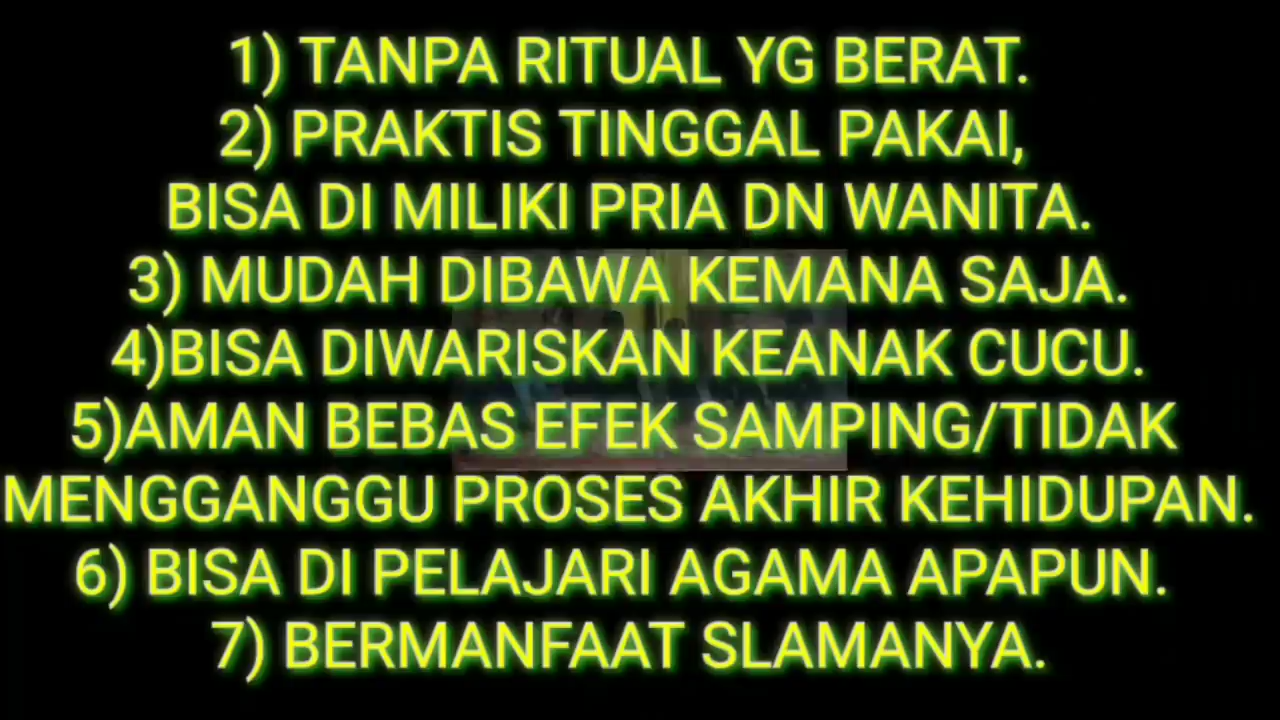 1) TANPA RITUAL YG BERAT.
2) PRAKTIS TINGGAL PAKAI,
BISA DI MILIKI PRIA DN WANITA.
3) MUDAH DIBAWA KEMANA SAJA.
4)BISA DIWARISKAN KEANAK CUCU.
5)AMAN BEBAS EFEK SAMPING/TIDAK
MENGGANGGU PROSES AKHIR KEHIDUPAN.
6) BISA DI PELAJARI AGAMA APAPUN.
7) BERMANFAAT SLAMANYA.